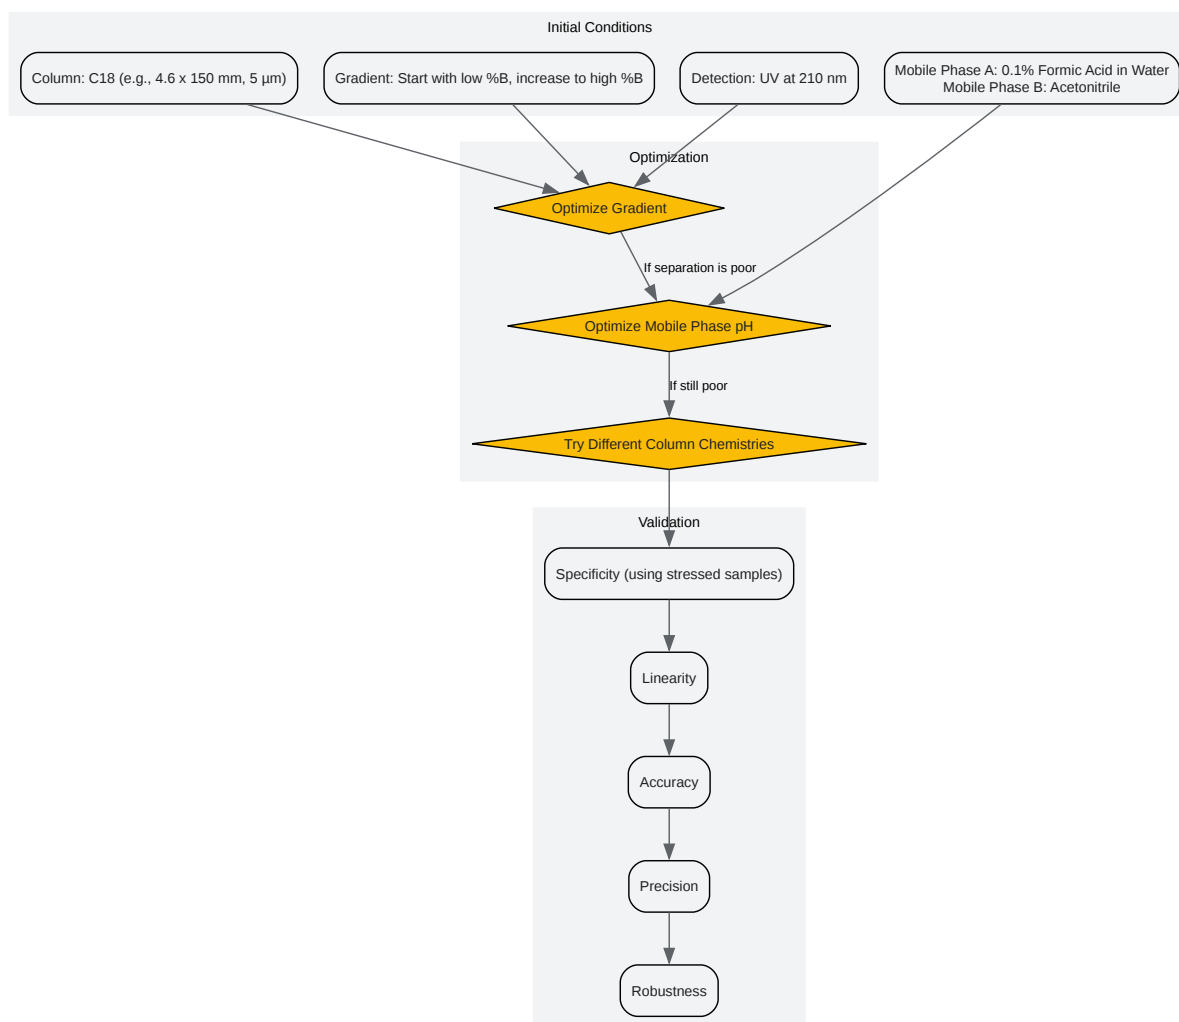 Initial Conditions
Column: C18 (e.g., 4.6 x 150 mm, 5 µm)
Gradient: Start with low %B, increase to high %B
Detection: UV at 210 nm
Mobile Phase A: 0.1% Formic Acid in Water
Mobile Phase B: Acetonitrile
Optimization
Optimize Gradient
If separation is poor
Optimize Mobile Phase pH
If still poor
Try Different Column Chemistries
Validation
Specificity (using stressed samples)
Linearity
Accuracy
Precision
Robustness